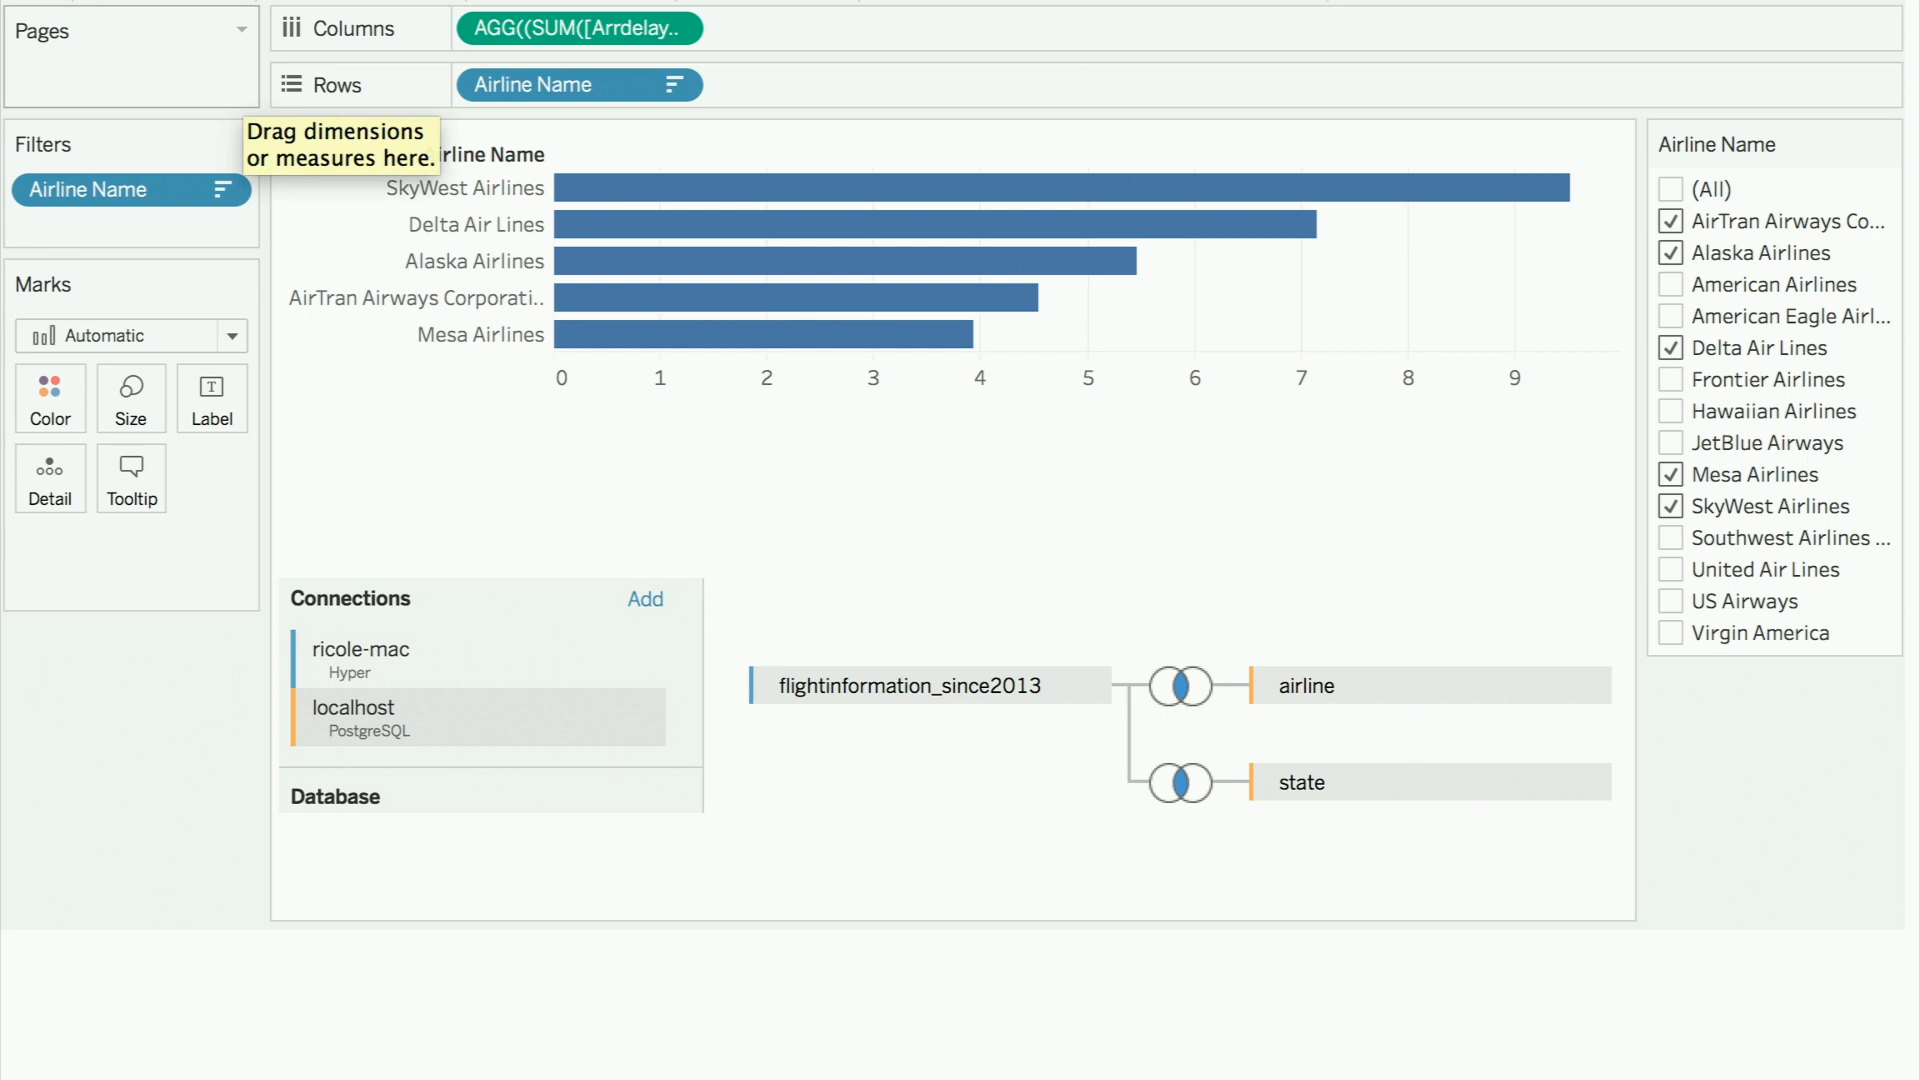 Pages
Columns
AGG((SUM([Arrdelay..
Rows
Airline Name
Filters
Airline Name
Drag dimensions
or measures here.
irline Name
SkyWest Airlines
Delta Air Lines
Alaska Airlines
AirTran Airways Corporati..
Mesa Airlines
0 1 2 3 4 5 6 7 8 9
Marks
Automatic
Color
Size
T
Label
Detail
Tooltip
Connections
Add
ricole-mac
Hyper
localhost
PostgreSQL
Database
flightinformation_since2013
airline
state
Airline Name
(All)
AirTran Airways Co...
Alaska Airlines
American Airlines
American Eagle Airl...
Delta Air Lines
Frontier Airlines
Hawaiian Airlines
JetBlue Airways
Mesa Airlines
SkyWest Airlines
Southwest Airlines ...
United Air Lines
US Airways
Virgin America